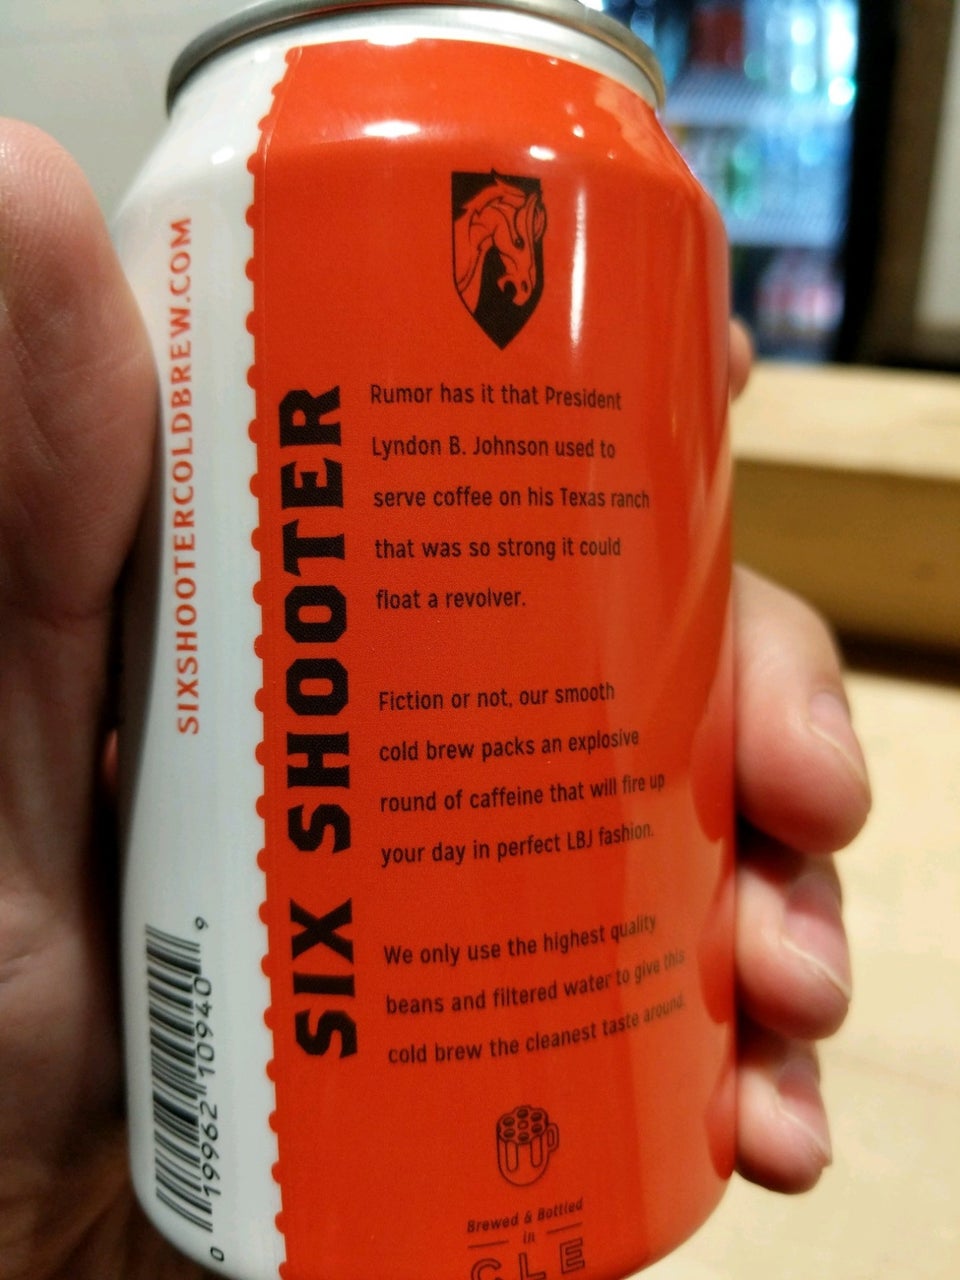 SIXSHOOTERCOLDBREW.COM
0 19962 10940 9
SIX SHOOTER
Rumor has it that President
Lyndon B. Johnson used to
serve coffee on his Texas ranch
that was so strong it could
float a revolver.
Fiction or not, our smooth
cold brew packs an explosive
round of caffeine that will fire up
your day in perfect LBJ fashion.
We only use the highest quality
beans and filtered water to give this
cold brew the cleanest taste around.
Brewed & Bottled
in
CLE